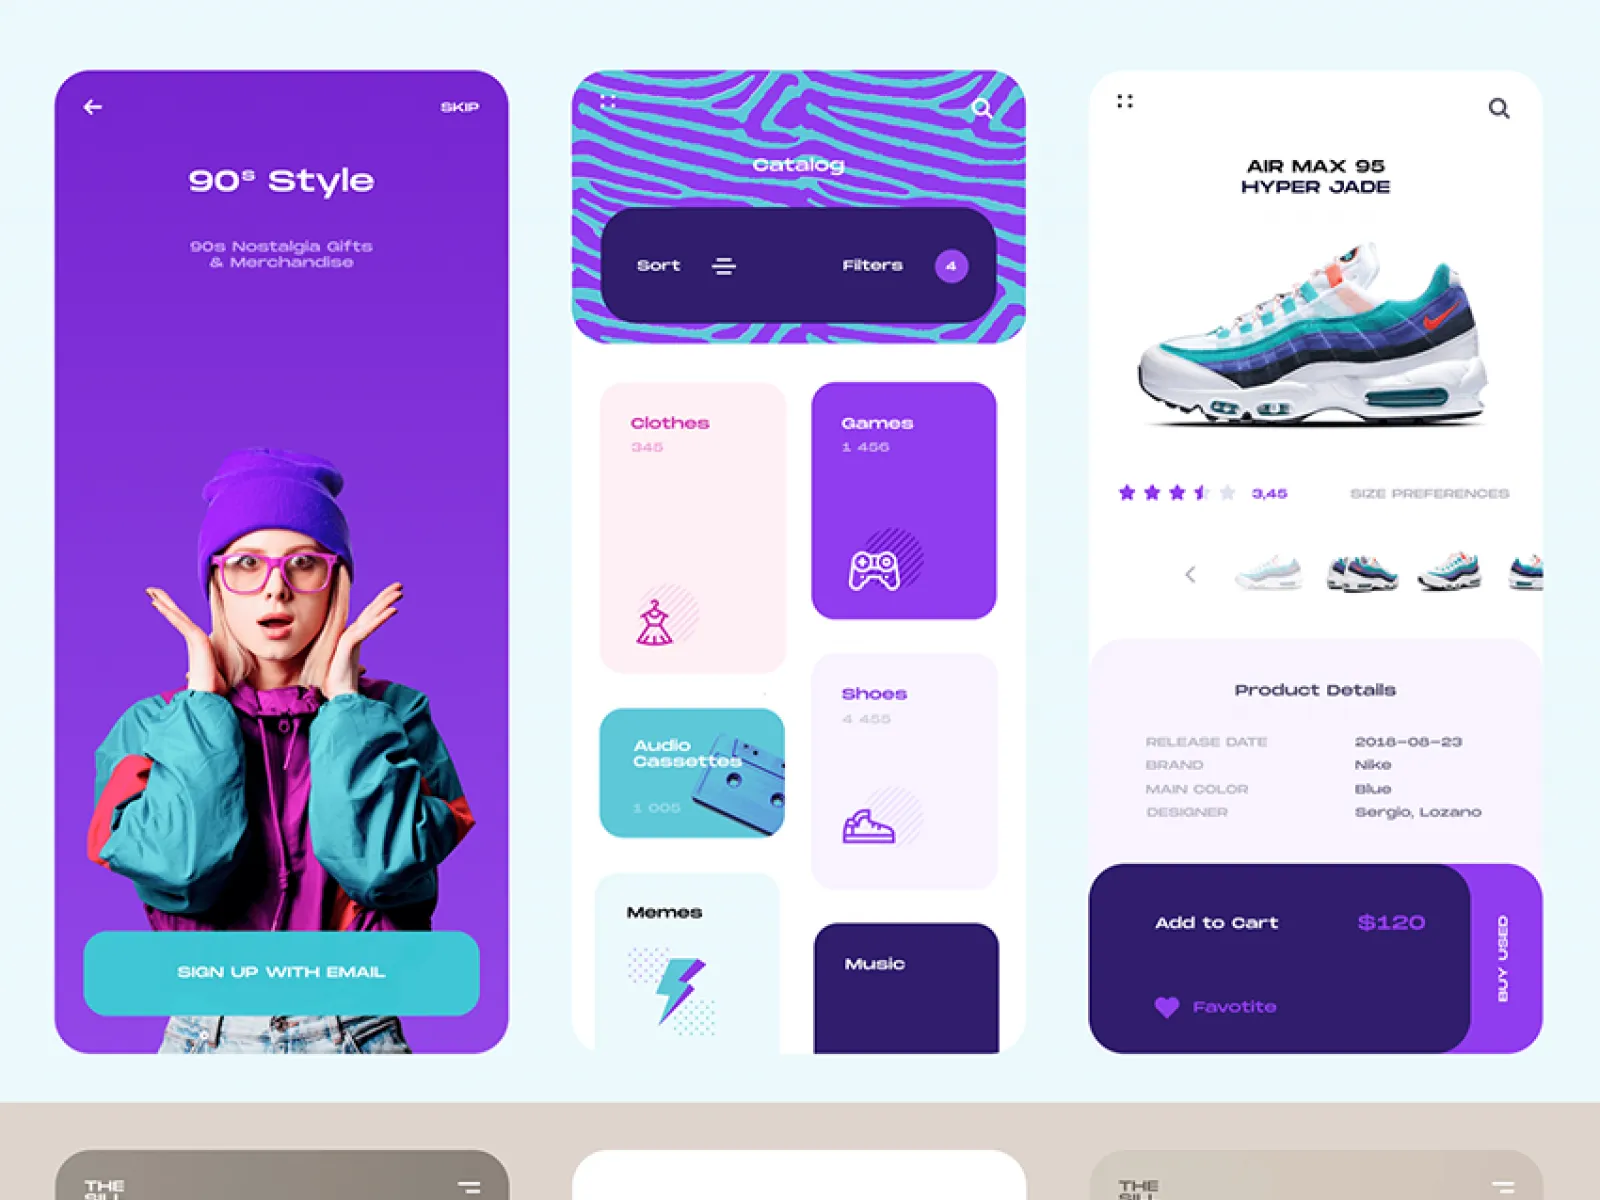 SKIP
90s Style
90s Nostalgia Gifts
& Merchandise
SIGN UP WITH EMAIL
Catalog
Sort
Filters
4
Clothes
345
Games
1 456
Audio
Cassettes
1 005
Shoes
4 455
Memes
Music
AIR MAX 95
HYPER JADE
3,45
SIZE PREFERENCES
Product Details
RELEASE DATE 2018-08-23
BRAND Nike
MAIN COLOR Blue
DESIGNER Sergio, Lozano
Add to Cart $120
Favotite
BUY USED
THE
SILL
THE
SILL